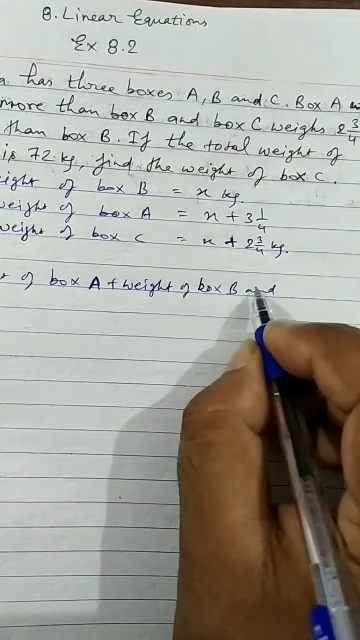 8. Linear Equations
Ex 8.2
a has three boxes A, B and C. Box A w
more than box B and box C weighs 2 3/4
than box B. If the total weight of
is 72 kg, find the weight of box C.
eight of box B = x kg.
weight of box A = x + 3 1/4
weight of box C = x + 2 3/4 kg.
of box A + weight of box B and